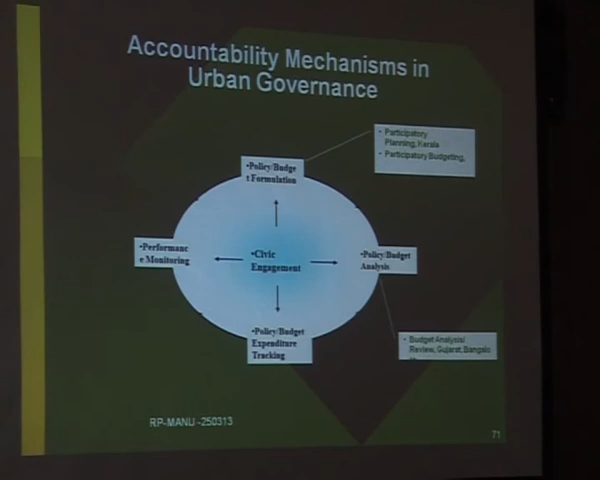 Accountability Mechanisms in
Urban Governance
• Participatory
Planning, Kerala
• Participatory Budgeting,
•Policy/Budge
t Formulation
•Performanc
e Monitoring
•Civic
Engagement
•Policy/Budget
Analysis
•Policy/Budget
Expenditure
Tracking
• Budget Analysis/
Review, Gujarat, Bangalo
RP-MANU -250313
71